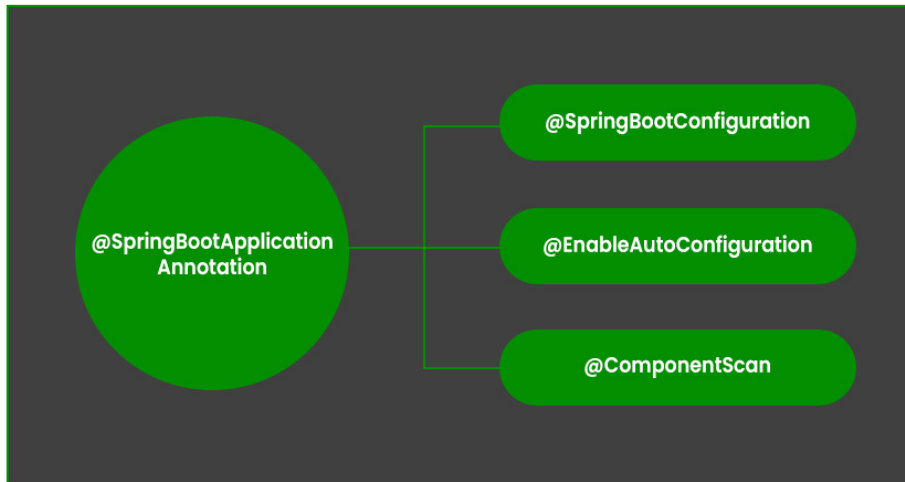 @SpringBootApplication
Annotation
@SpringBootConfiguration
@EnableAutoConfiguration
@ComponentScan